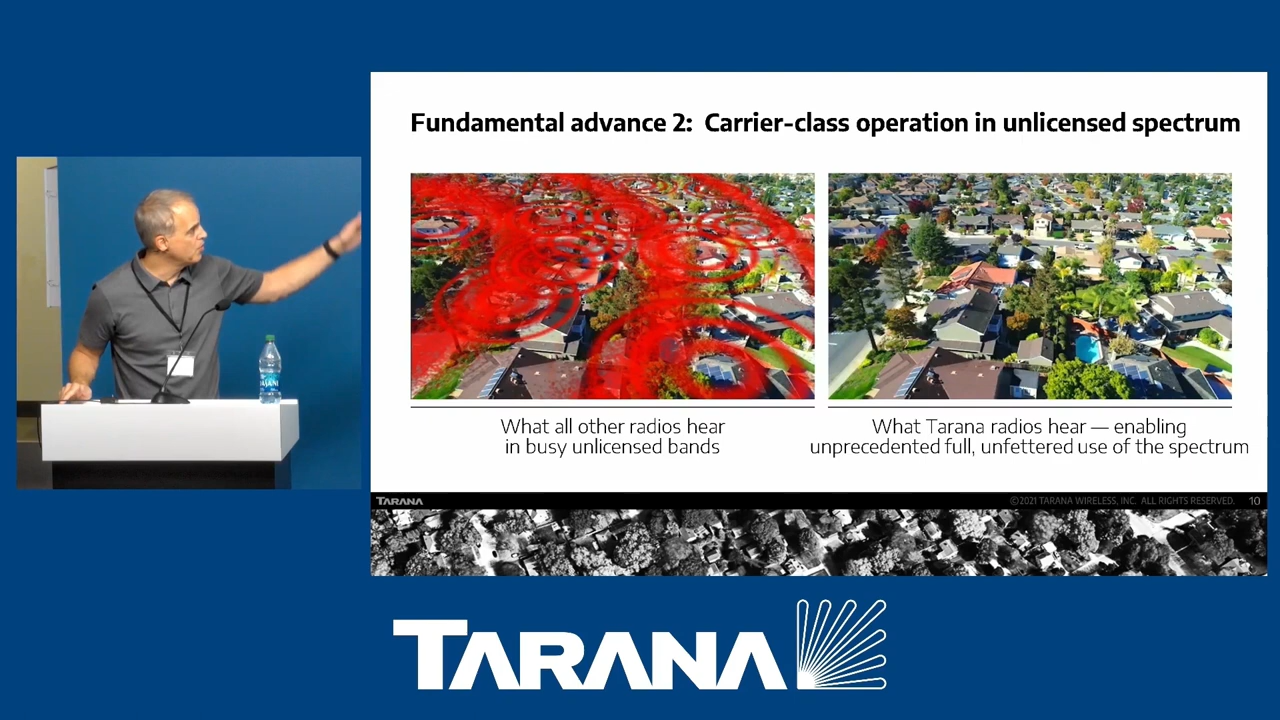 Fundamental advance 2: Carrier-class operation in unlicensed spectrum
What all other radios hear
in busy unlicensed bands
What Tarana radios hear — enabling
unprecedented full, unfettered use of the spectrum
TARANA
©2021 TARANA WIRELESS, INC. ALL RIGHTS RESERVED. 10
DASANI
TARANA